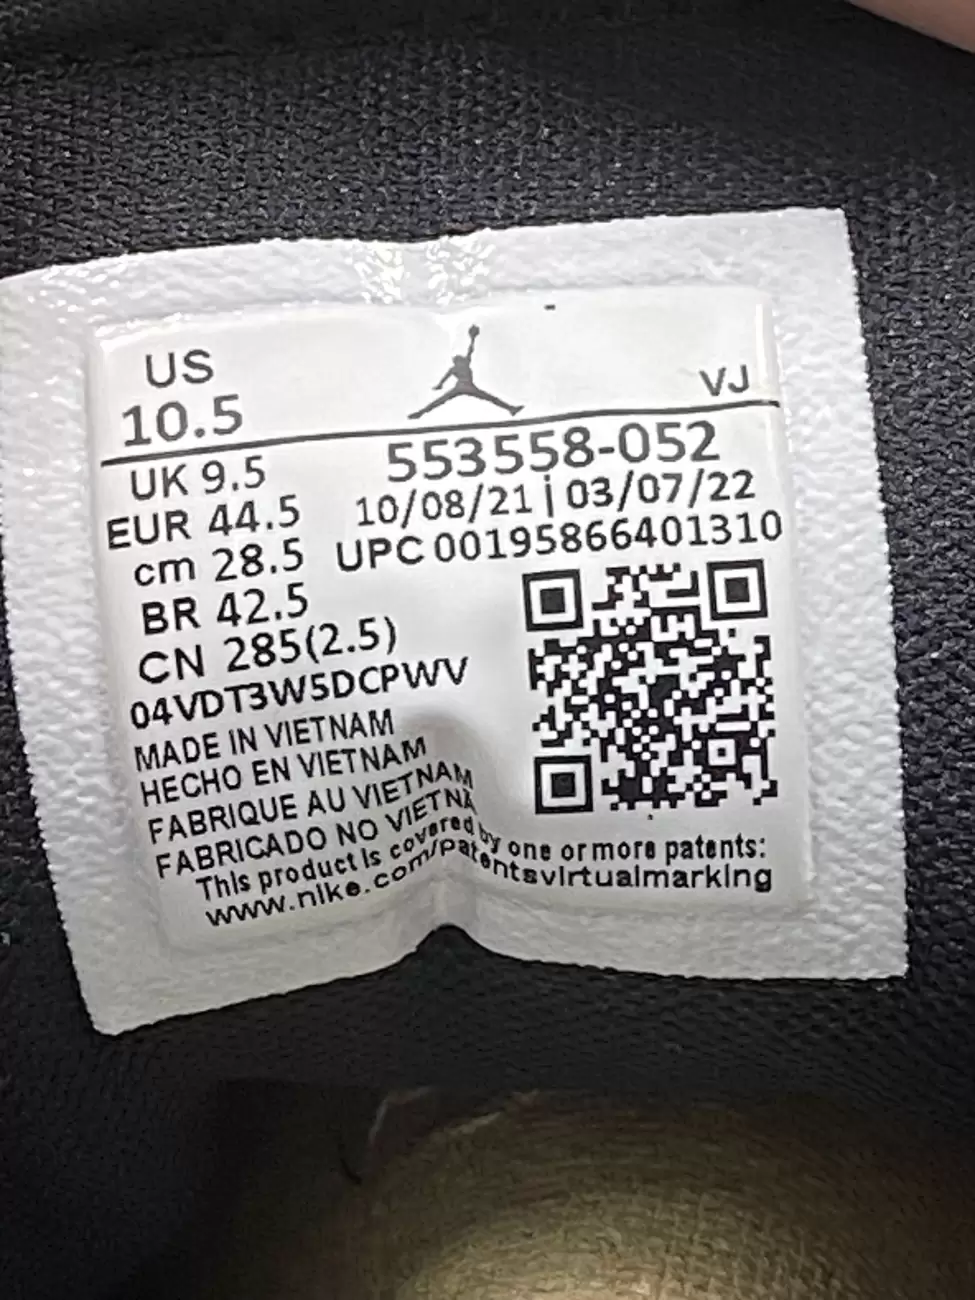 US
10.5
VJ
UK 9.5
EUR 44.5
cm 28.5
BR 42.5
CN 285(2.5)
553558-052
10/08/21 | 03/07/22
UPC 00195866401310
04VDT3W5DCPWV
MADE IN VIETNAM
HECHO EN VIETNAM
FABRIQUE AU VIETNAM
FABRICADO NO VIETNA
This product is covered by one or more patents:
www.nike.com/patentsvirtualmarking